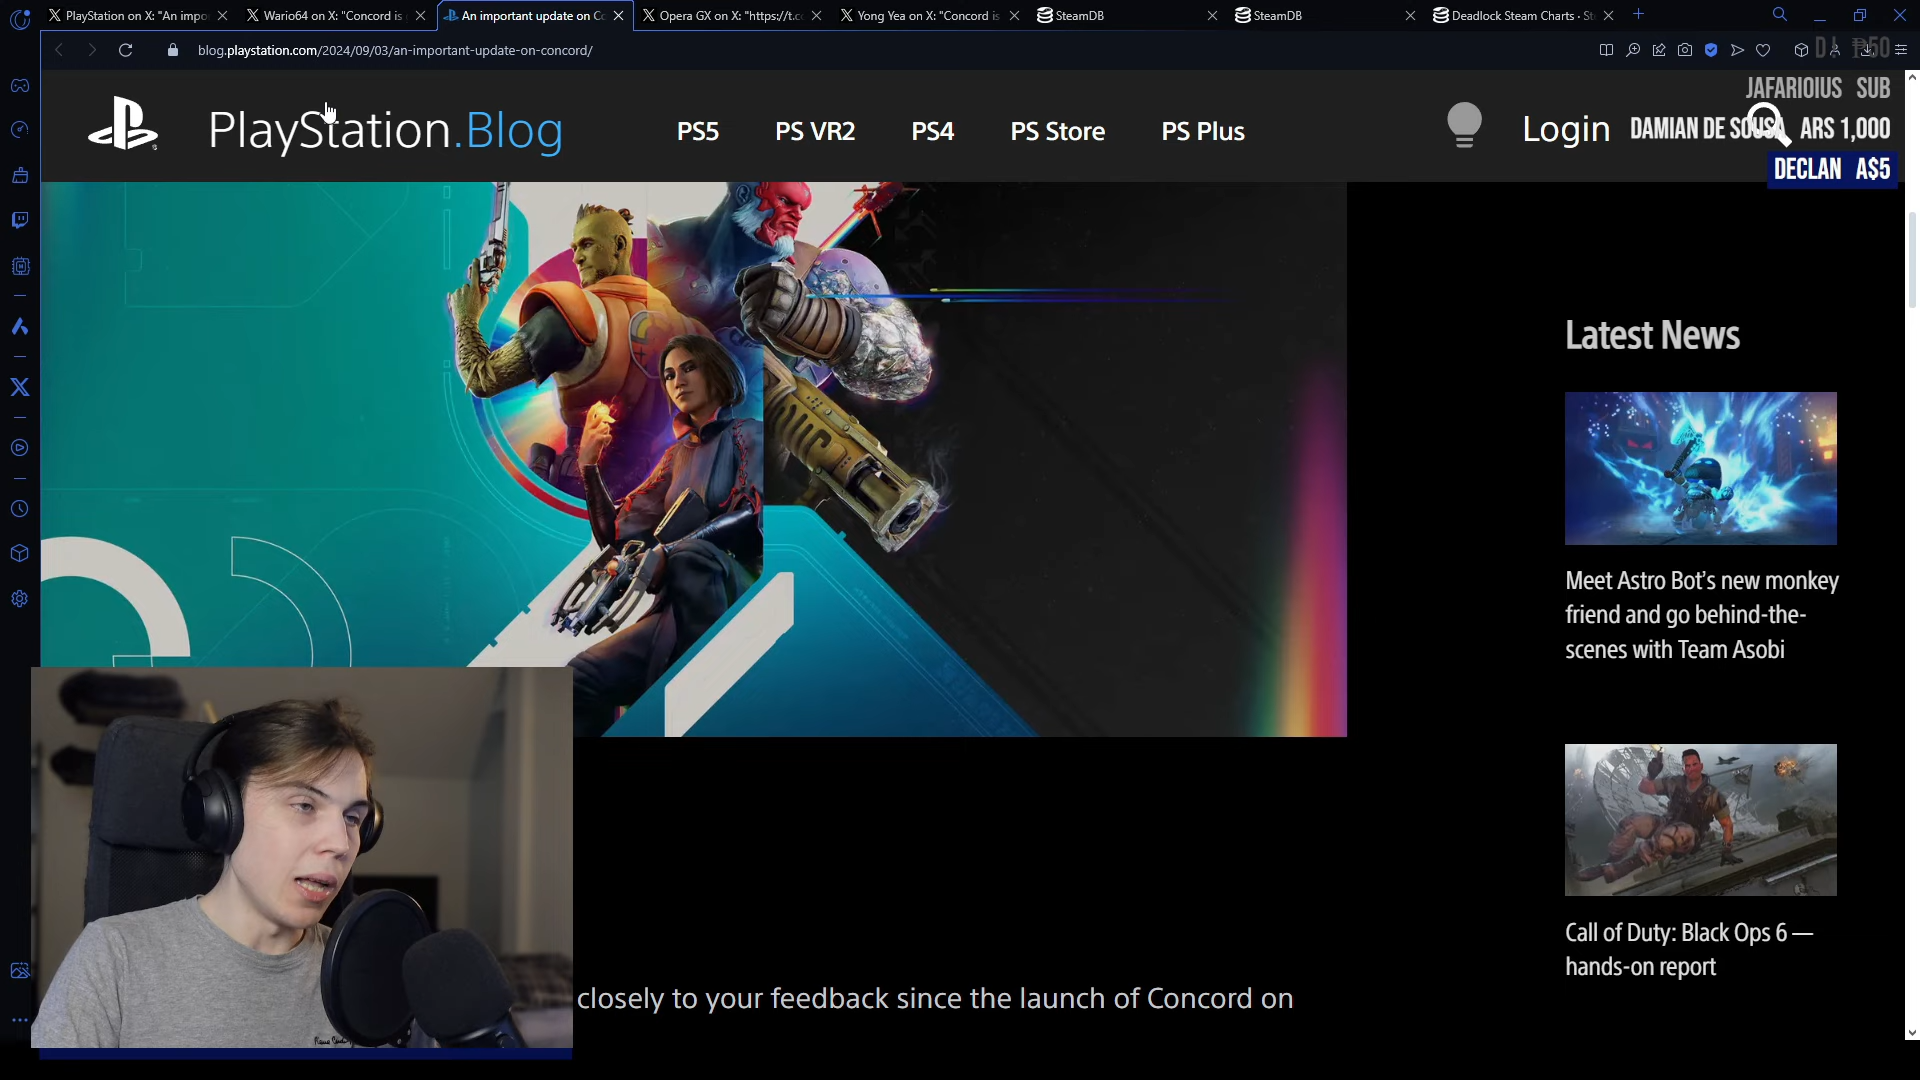 PlayStation on X: "An impo
Wario64 on X: "Concord is
An important update on Co
Opera GX on X: "https://t.c
Yong Yea on X: "Concord is
SteamDB
SteamDB
Deadlock Steam Charts · St
blog.playstation.com/2024/09/03/an-important-update-on-concord/
₱50
JAFARIOIUS SUB
PlayStation.Blog
PS5
PS VR2
PS4
PS Store
PS Plus
Login
DAMIAN DE SOUSA ARS 1,000
DECLAN A$5
Latest News
Meet Astro Bot's new monkey
friend and go behind-the-
scenes with Team Asobi
Call of Duty: Black Ops 6 —
hands-on report
closely to your feedback since the launch of Concord on